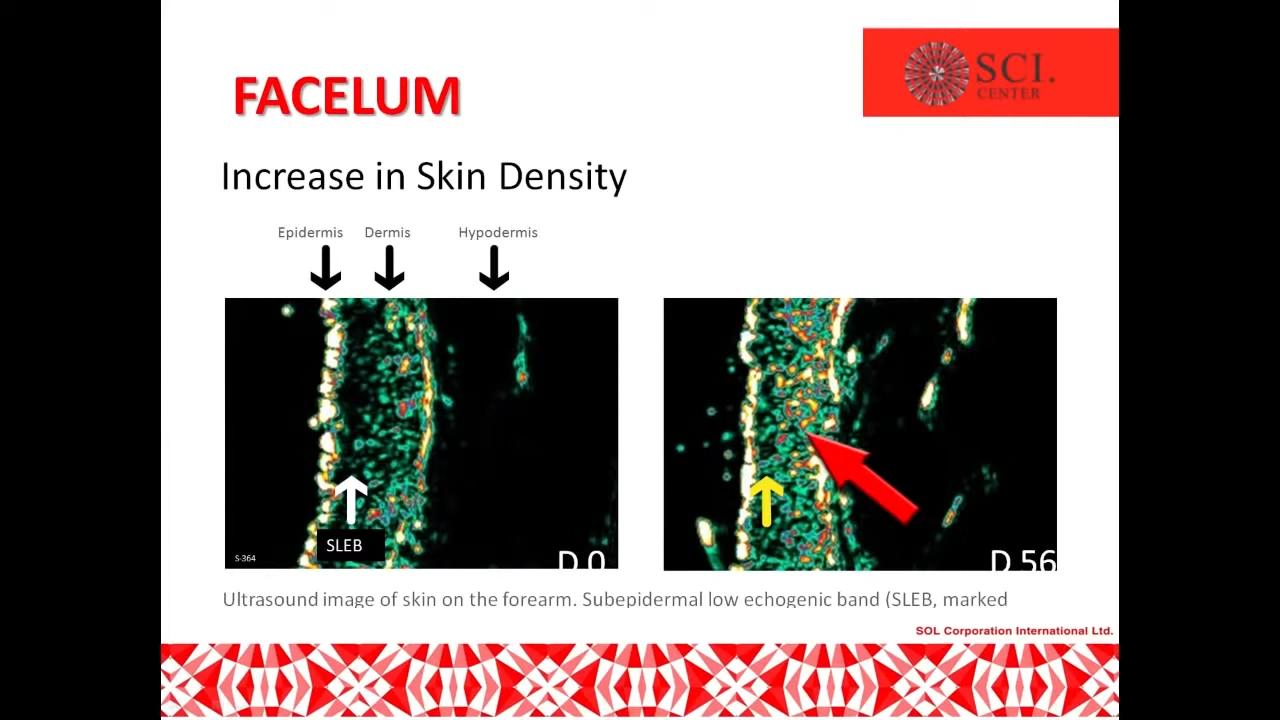 SCI.
CENTER
FACELUM
Increase in Skin Density
Epidermis Dermis Hypodermis
SLEB
S-364
D 0
D 56
Ultrasound image of skin on the forearm. Subepidermal low echogenic band (SLEB, marked
SOL Corporation International Ltd.